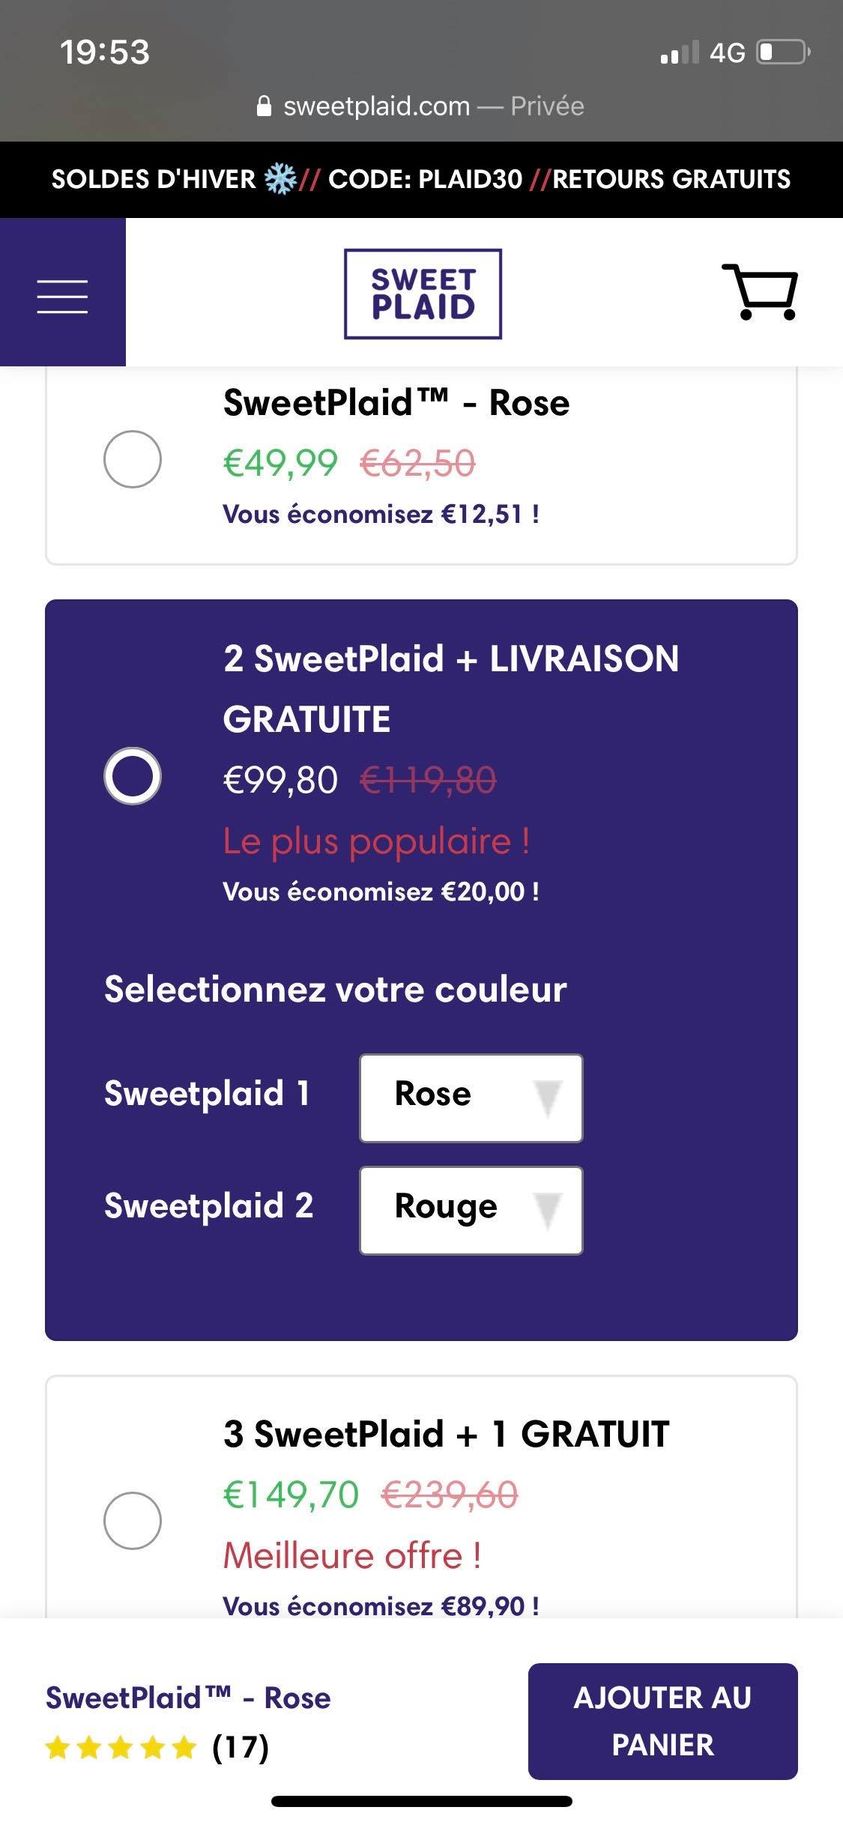 19:53
4G
sweetplaid.com — Privée
SOLDES D'HIVER ❄️// CODE: PLAID30 //RETOURS GRATUITS
SWEET
PLAID
SweetPlaid™ - Rose
€49,99 €62,50
Vous économisez €12,51 !
2 SweetPlaid + LIVRAISON
GRATUITE
€99,80 €119,80
Le plus populaire !
Vous économisez €20,00 !
Selectionnez votre couleur
Sweetplaid 1 Rose
Sweetplaid 2 Rouge
3 SweetPlaid + 1 GRATUIT
€149,70 €239,60
Meilleure offre !
Vous économisez €89,90 !
SweetPlaid™ - Rose
(17)
AJOUTER AU
PANIER